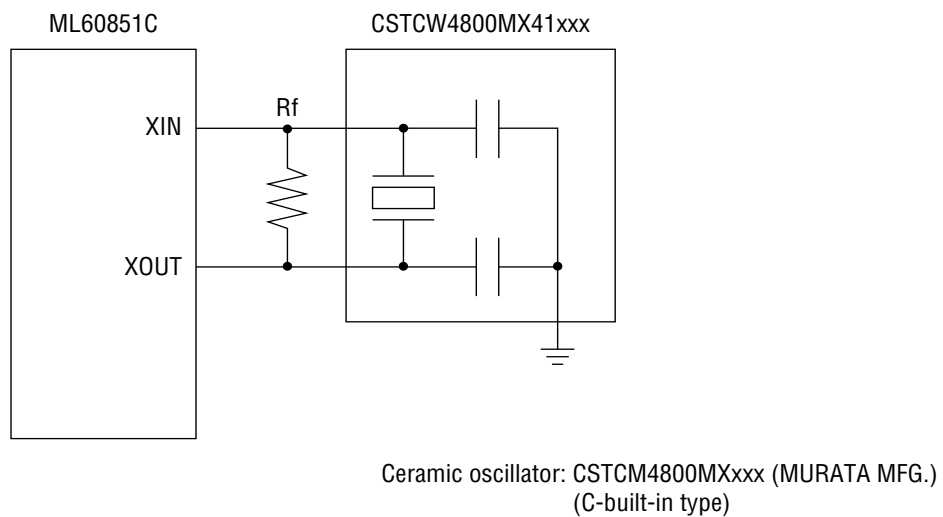 ML60851C
CSTCW4800MX41xxx
Rf
XIN
XOUT
Ceramic oscillator: CSTCM4800MXxxx (MURATA MFG.)
(C-built-in type)